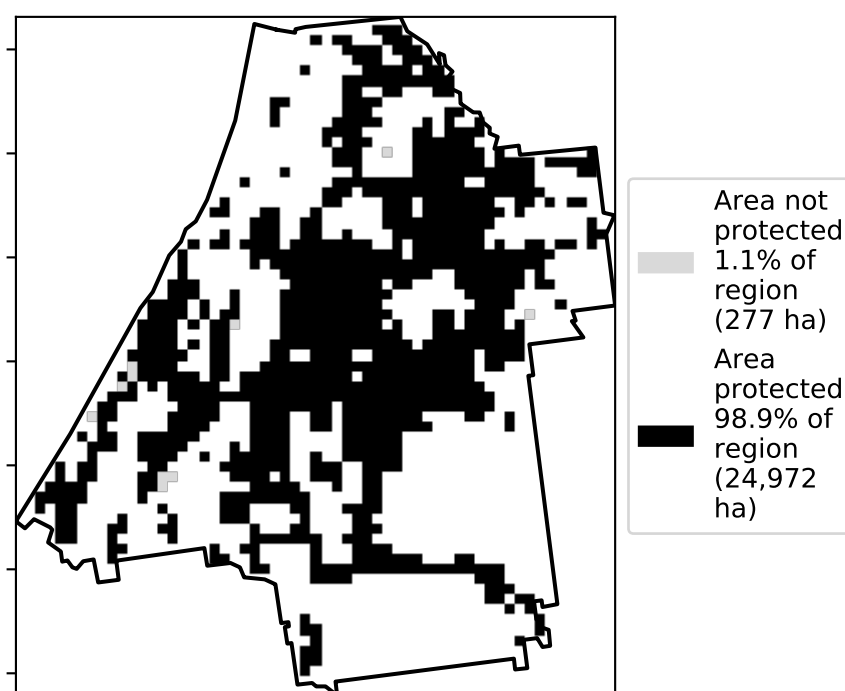 Area not
protected
1.1% of
region
(277 ha)
Area
protected
98.9% of
region
(24,972
ha)